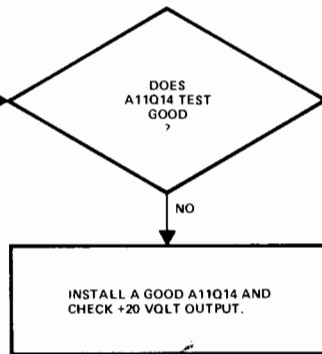 DOES
A11Q14 TEST
GOOD
?
NO
INSTALL A GOOD A11Q14 AND
CHECK +20 VOLT OUTPUT.